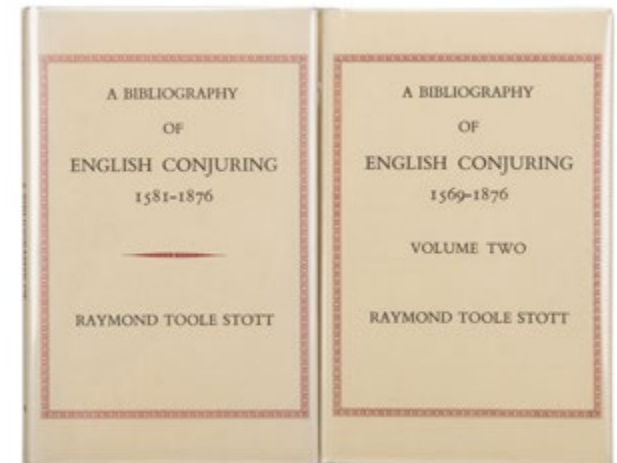 A BIBLIOGRAPHY
OF
ENGLISH CONJURING
1581–1876
RAYMOND TOOLE STOTT
A BIBLIOGRAPHY
OF
ENGLISH CONJURING
1569–1876
VOLUME TWO
RAYMOND TOOLE STOTT